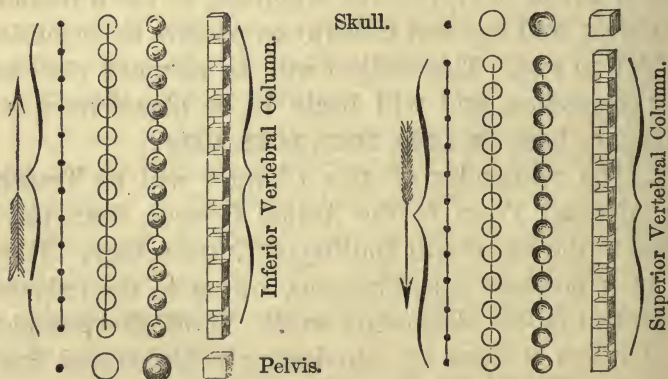 Skull.
Inferior Vertebral Column.
Superior Vertebral Column.
Pelvis.